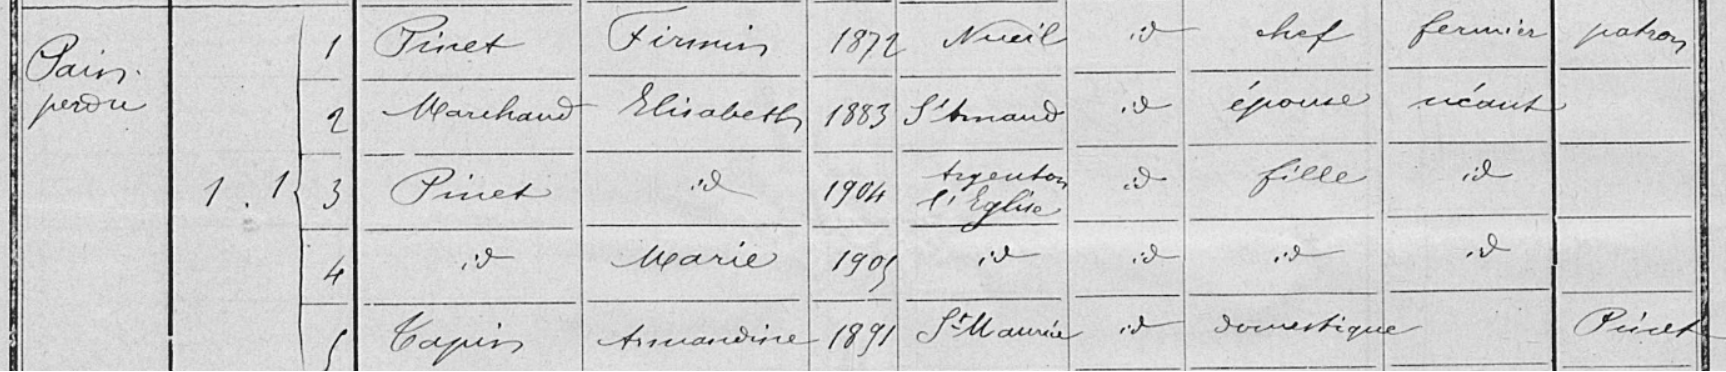 Pain-perdu 1 . 1
1 Pinet Firmin 1872 Nueil id chef fermier patron
2 Marchand Elisabeth 1883 St Amand id épouse néant
3 Pinet id 1904 Argenton l'Eglise id fille id
4 id Marie 1905 id id id id
5 Tapin Armandine 1891 St Maurice id domestique Pinet